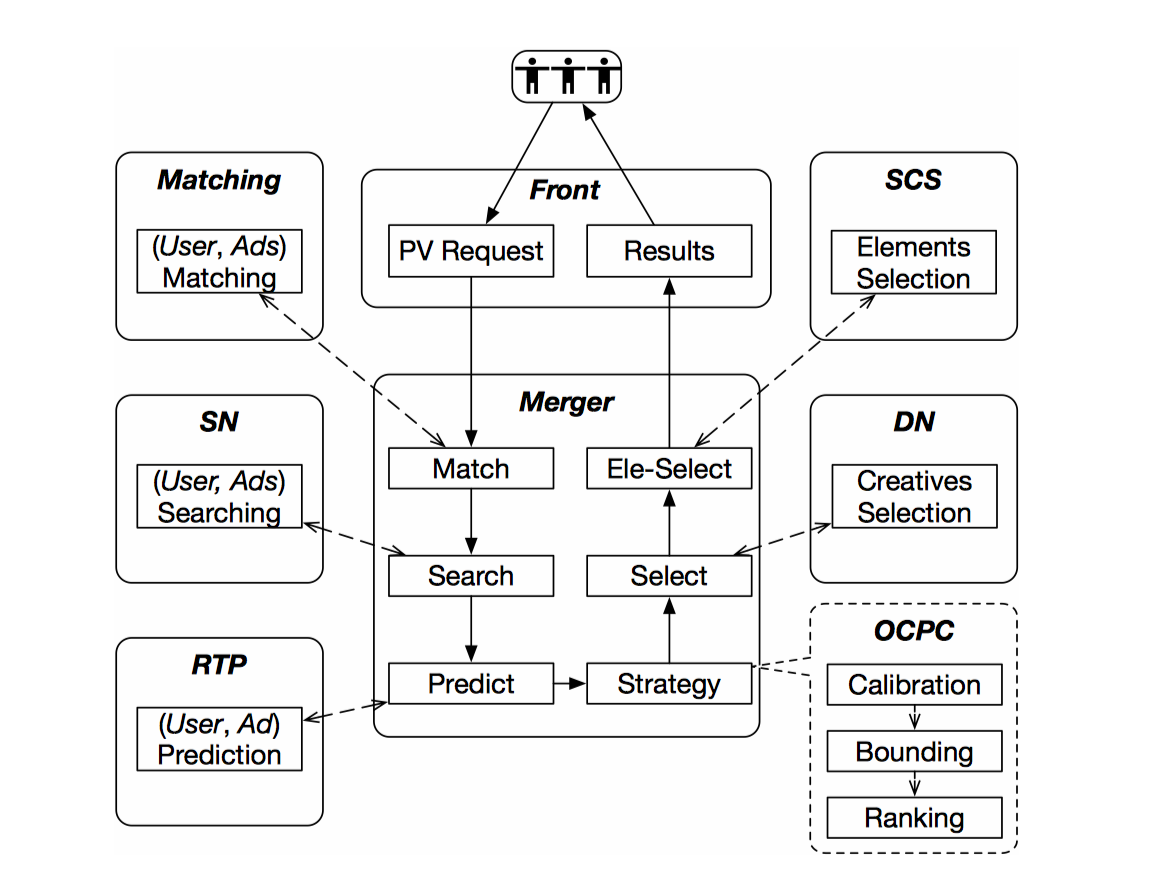 Matching
(User, Ads)
Matching
SN
(User, Ads)
Searching
RTP
(User, Ad)
Prediction
Front
PV Request
Results
Merger
Match
Ele-Select
Search
Select
Predict
Strategy
SCS
Elements
Selection
DN
Creatives
Selection
OCPC
Calibration
Bounding
Ranking